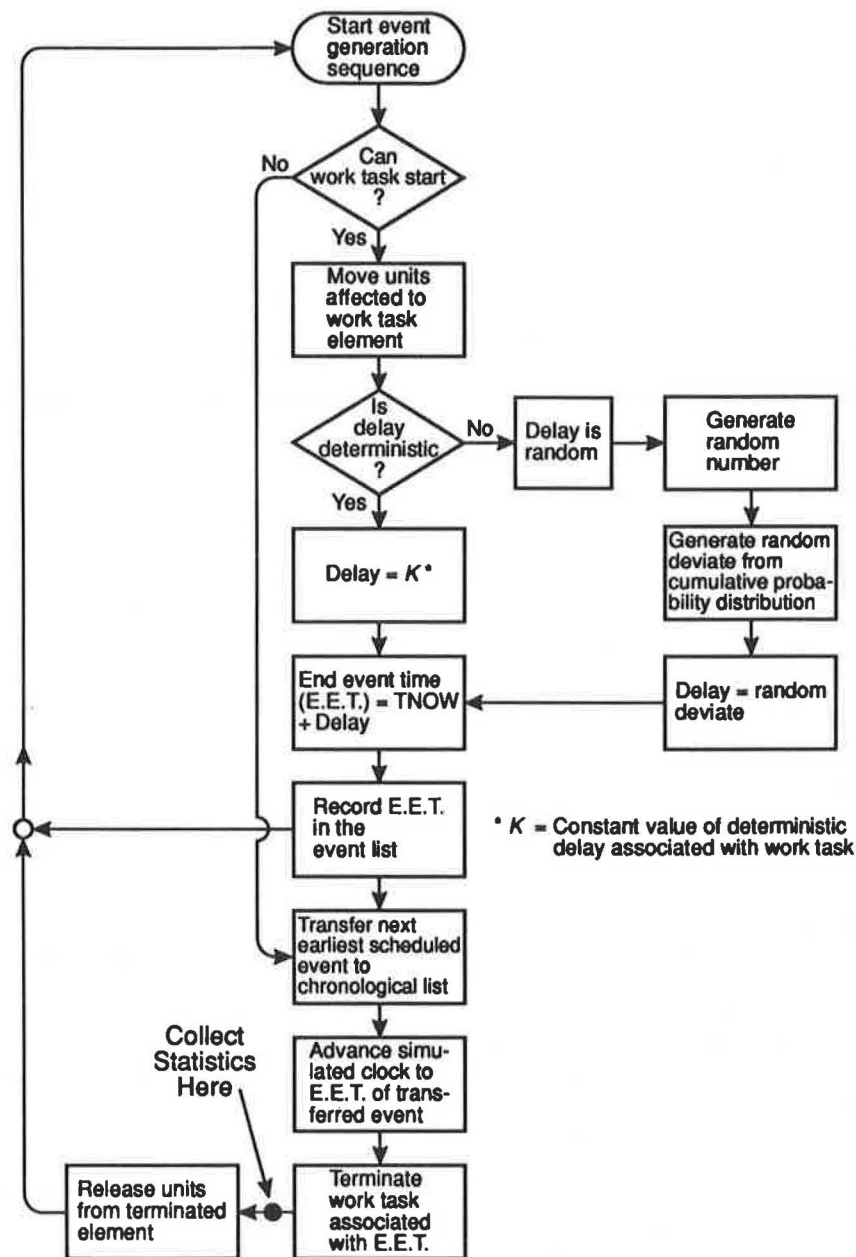 Start event
generation
sequence
Can
work task start
?
No
Yes
Move units
affected to
work task
element
Is
delay
deterministic
?
No
Delay is
random
Generate
random
number
Yes
Generate random
deviate from
cumulative proba-
bility distribution
Delay = K*
End event time
(E.E.T.) = TNOW
+ Delay
Delay = random
deviate
Record E.E.T.
in the
event list
* K = Constant value of deterministic
delay associated with work task
Transfer next
earliest scheduled
event to
chronological list
Collect
Statistics
Here
Advance simu-
lated clock to
E.E.T. of trans-
ferred event
Release units
from terminated
element
Terminate
work task
associated
with E.E.T.